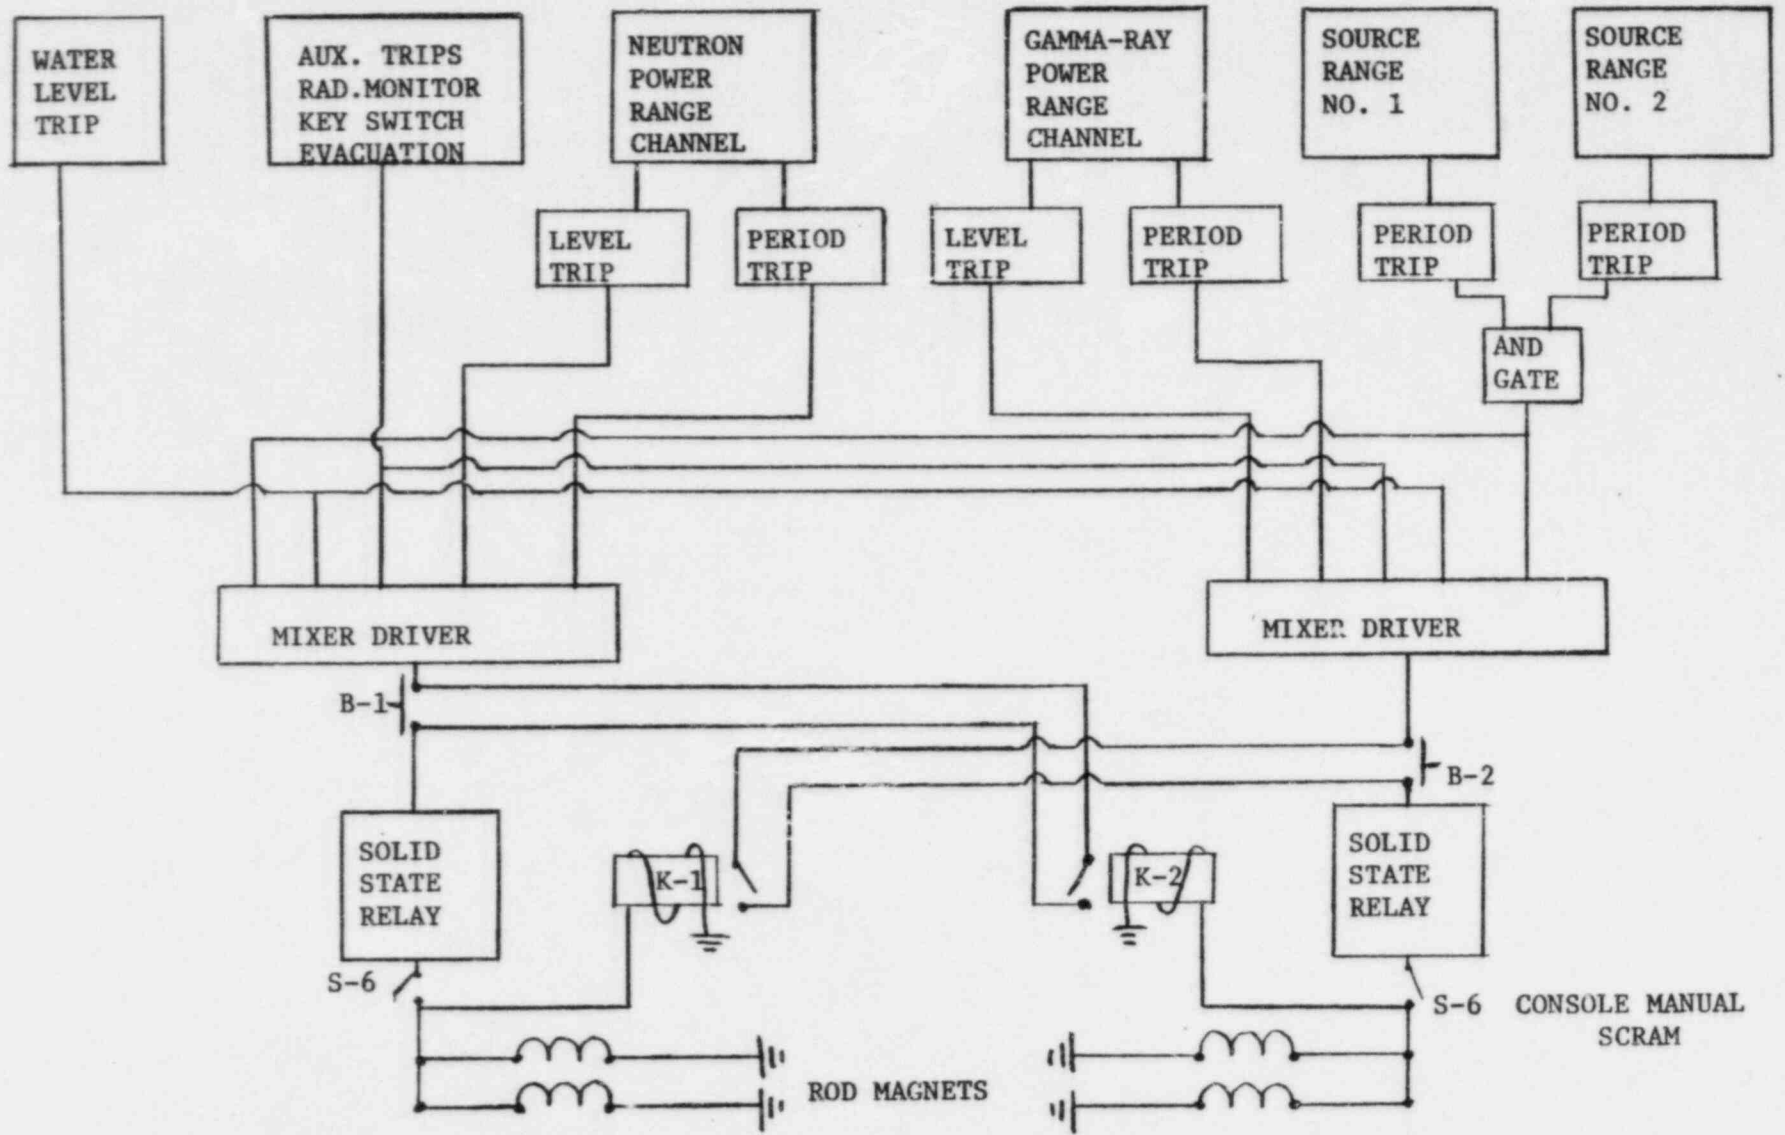 WATER
LEVEL
TRIP
AUX. TRIPS
RAD.MONITOR
KEY SWITCH
EVACUATION
NEUTRON
POWER
RANGE
CHANNEL
GAMMA-RAY
POWER
RANGE
CHANNEL
SOURCE
RANGE
NO. 1
SOURCE
RANGE
NO. 2
LEVEL
TRIP
PERIOD
TRIP
LEVEL
TRIP
PERIOD
TRIP
PERIOD
TRIP
PERIOD
TRIP
AND
GATE
MIXER DRIVER
MIXER DRIVER
B-1
B-2
SOLID
STATE
RELAY
K-1
K-2
SOLID
STATE
RELAY
S-6
S-6
CONSOLE MANUAL
SCRAM
ROD MAGNETS